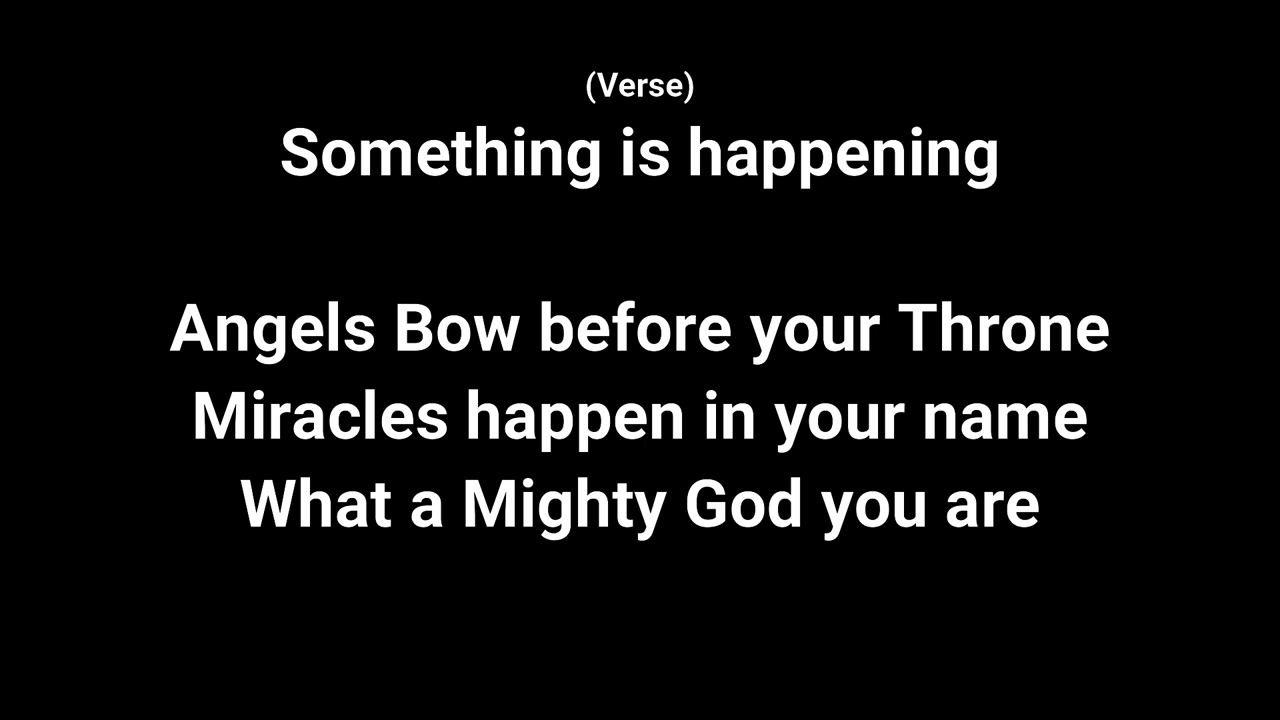 (Verse)
Something is happening
Angels Bow before your Throne
Miracles happen in your name
What a Mighty God you are